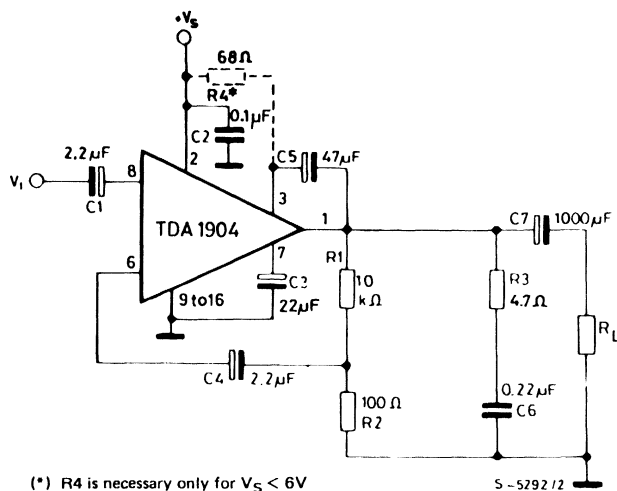 +Vs
68Ω
R4*
0.1µF
C2
2.2µF
C5
47µF
2
VI
8
C1
3
TDA 1904
1
C7
1000µF
6
7
R1
10
kΩ
R3
4.7Ω
9 to 16
C3
22µF
RL
C4
2.2µF
100Ω
R2
0.22µF
C6
(*) R4 is necessary only for VS < 6V
S-5292/2